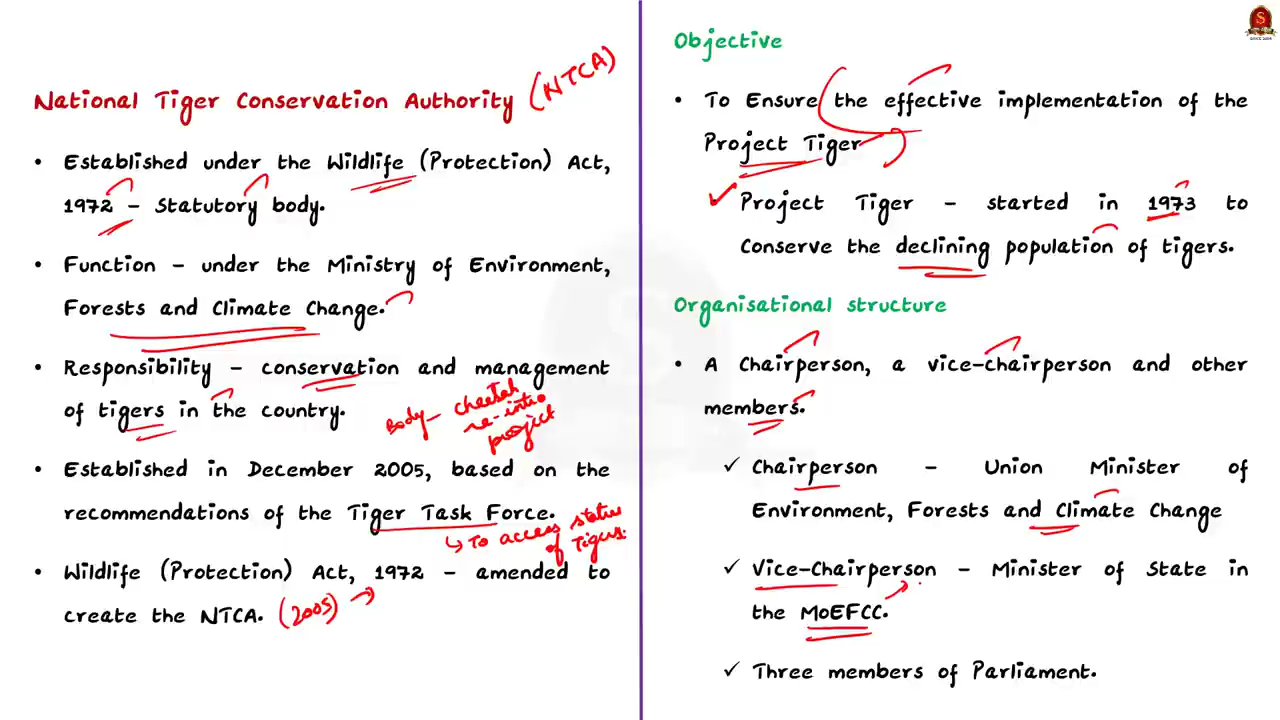 National Tiger Conservation Authority (NTCA)
• Established under the Wildlife (Protection) Act,
1972 – Statutory body.
• Function – under the Ministry of Environment,
Forests and Climate Change.
• Responsibility – conservation and management
of tigers in the country.
Body – cheetah
re-intro
project
• Established in December 2005, based on the
recommendations of the Tiger Task Force.
↳ To access status
of Tigers.
• Wildlife (Protection) Act, 1972 – amended to
create the NTCA. (2005)
Objective
• To Ensure the effective implementation of the
Project Tiger
Project Tiger – started in 1973 to
conserve the declining population of tigers.
Organisational structure
• A Chairperson, a vice-chairperson and other
members.
✓ Chairperson – Union Minister of
Environment, Forests and Climate Change
✓ Vice-Chairperson – Minister of State in
the MoEFCC.
✓ Three members of Parliament.